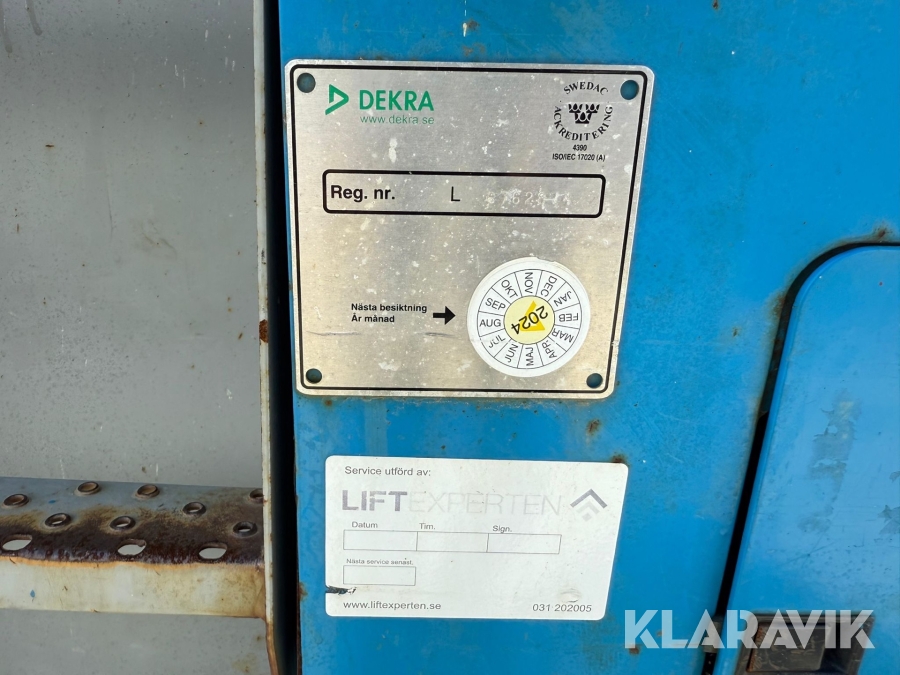 DEKRA
www.dekra.se
SWEDAC
ACKREDITERING
4390
ISO/IEC 17020 (A)
Reg. nr. L
Nästa besiktning
År månad
JAN
FEB
MAR
APR
MAJ
JUN
JUL
AUG
SEP
OKT
NOV
DEC
2024
Service utförd av:
LIFTEXPERTEN
Datum Tim. Sign.
Nästa service senast.
www.liftexperten.se 031 202005
KLARAVIK